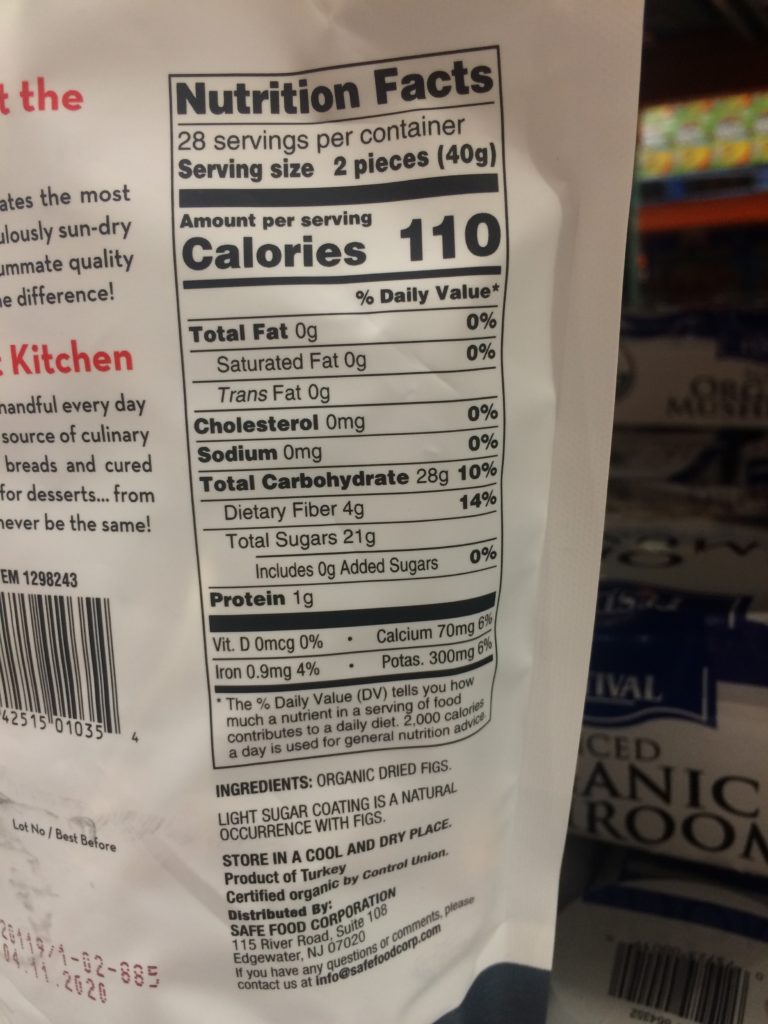 t the
ates the most
ulously sun-dry
ummate quality
e difference!
t Kitchen
handful every day
source of culinary
breads and cured
for desserts... from
never be the same!
EM 1298243
42515 01035 4
Lot No / Best Before
20119/1-02-885
04.11.2020
Nutrition Facts
28 servings per container
Serving size 2 pieces (40g)
Amount per serving
Calories 110
% Daily Value*
Total Fat 0g 0%
Saturated Fat 0g 0%
Trans Fat 0g
Cholesterol 0mg 0%
Sodium 0mg 0%
Total Carbohydrate 28g 10%
Dietary Fiber 4g 14%
Total Sugars 21g
Includes 0g Added Sugars 0%
Protein 1g
Vit. D 0mcg 0% • Calcium 70mg 6%
Iron 0.9mg 4% • Potas. 300mg 6%
* The % Daily Value (DV) tells you how
much a nutrient in a serving of food
contributes to a daily diet. 2,000 calories
a day is used for general nutrition advice.
INGREDIENTS: ORGANIC DRIED FIGS.
LIGHT SUGAR COATING IS A NATURAL
OCCURRENCE WITH FIGS.
STORE IN A COOL AND DRY PLACE.
Product of Turkey
Certified organic by Control Union.
Distributed By:
SAFE FOOD CORPORATION
115 River Road, Suite 108
Edgewater, NJ 07020
If you have any questions or comments, please
contact us at info@safefoodcorp.com
IVAL
ICED
ANIC
ROOM